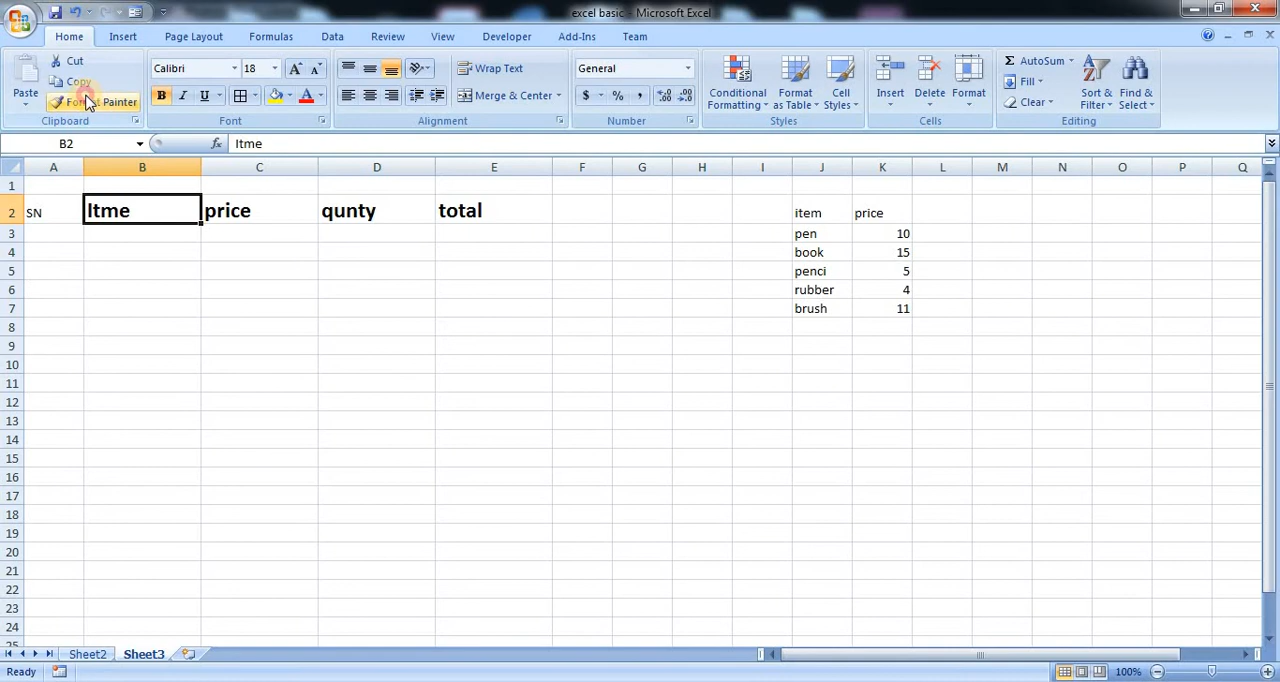 excel basic - Microsoft Excel
Home Insert Page Layout Formulas Data Review View Developer Add-Ins Team
Paste
Cut
Copy
Format Painter
Clipboard
Calibri 18
B I U
Font
Wrap Text
Merge & Center
Alignment
General
$ % ,
Number
Conditional Formatting
Format as Table
Cell Styles
Styles
Insert Delete Format
Cells
Σ AutoSum
Fill
Clear
Sort & Filter
Find & Select
Editing
B2 fx Itme
A B C D E F G H I J K L M N O P Q
1
2 SN Itme price qunty total item price
3 pen 10
4 book 15
5 penci 5
6 rubber 4
7 brush 11
8
9
10
11
12
13
14
15
16
17
18
19
20
21
22
23
24
25
Sheet2 Sheet3
Ready 100%